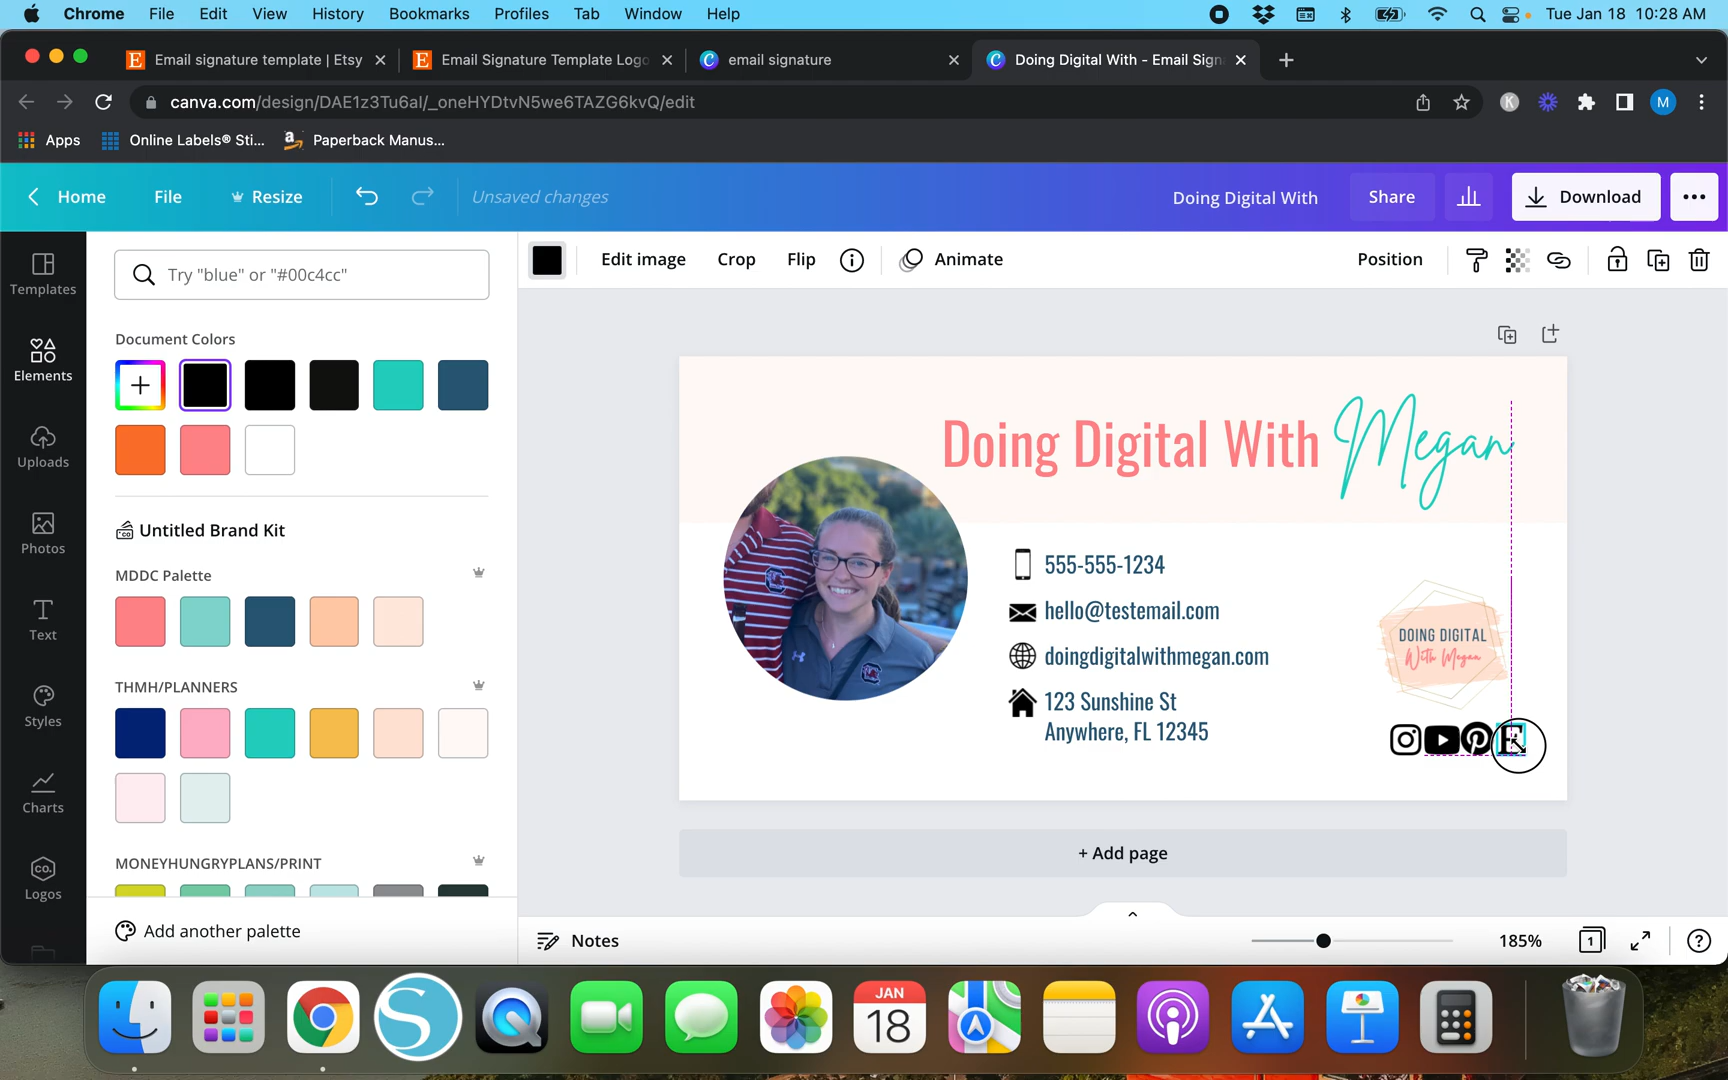 Chrome File Edit View History Bookmarks Profiles Tab Window Help
Tue Jan 18 10:28 AM
Email signature template | Etsy
Email Signature Template Logo
email signature
Doing Digital With - Email Sign
canva.com/design/DAE1z3Tu6aI/_oneHYDtvN5we6TAZG6kvQ/edit
K
M
Apps
Online Labels® Sti...
Paperback Manus...
Home
File
Resize
Unsaved changes
Doing Digital With
Share
Download
Templates
Elements
Uploads
Photos
Text
Styles
Charts
CO.
Logos
Try "blue" or "#00c4cc"
Document Colors
Untitled Brand Kit
MDDC Palette
THMH/PLANNERS
MONEYHUNGRYPLANS/PRINT
Add another palette
Edit image
Crop
Flip
Animate
Position
Doing Digital With Megan
555-555-1234
hello@testemail.com
doingdigitalwithmegan.com
123 Sunshine St
Anywhere, FL 12345
DOING DIGITAL
With Megan
E
+ Add page
Notes
185%
1
JAN
18